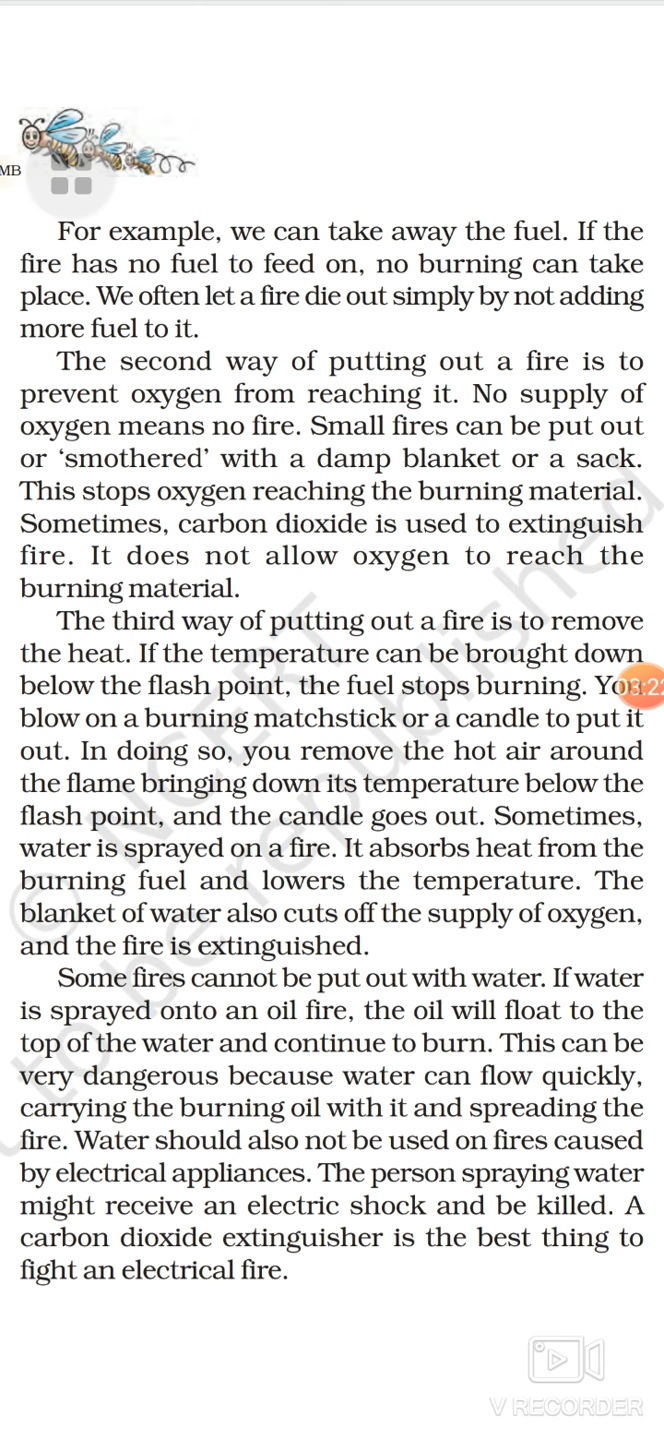 MB
For example, we can take away the fuel. If the
fire has no fuel to feed on, no burning can take
place. We often let a fire die out simply by not adding
more fuel to it.
The second way of putting out a fire is to
prevent oxygen from reaching it. No supply of
oxygen means no fire. Small fires can be put out
or ‘smothered’ with a damp blanket or a sack.
This stops oxygen reaching the burning material.
Sometimes, carbon dioxide is used to extinguish
fire. It does not allow oxygen to reach the
burning material.
The third way of putting out a fire is to remove
the heat. If the temperature can be brought down
below the flash point, the fuel stops burning. You
03:22
blow on a burning matchstick or a candle to put it
out. In doing so, you remove the hot air around
the flame bringing down its temperature below the
flash point, and the candle goes out. Sometimes,
water is sprayed on a fire. It absorbs heat from the
burning fuel and lowers the temperature. The
blanket of water also cuts off the supply of oxygen,
and the fire is extinguished.
Some fires cannot be put out with water. If water
is sprayed onto an oil fire, the oil will float to the
top of the water and continue to burn. This can be
very dangerous because water can flow quickly,
carrying the burning oil with it and spreading the
fire. Water should also not be used on fires caused
by electrical appliances. The person spraying water
might receive an electric shock and be killed. A
carbon dioxide extinguisher is the best thing to
fight an electrical fire.
© NCERT
to be republished
V RECORDER